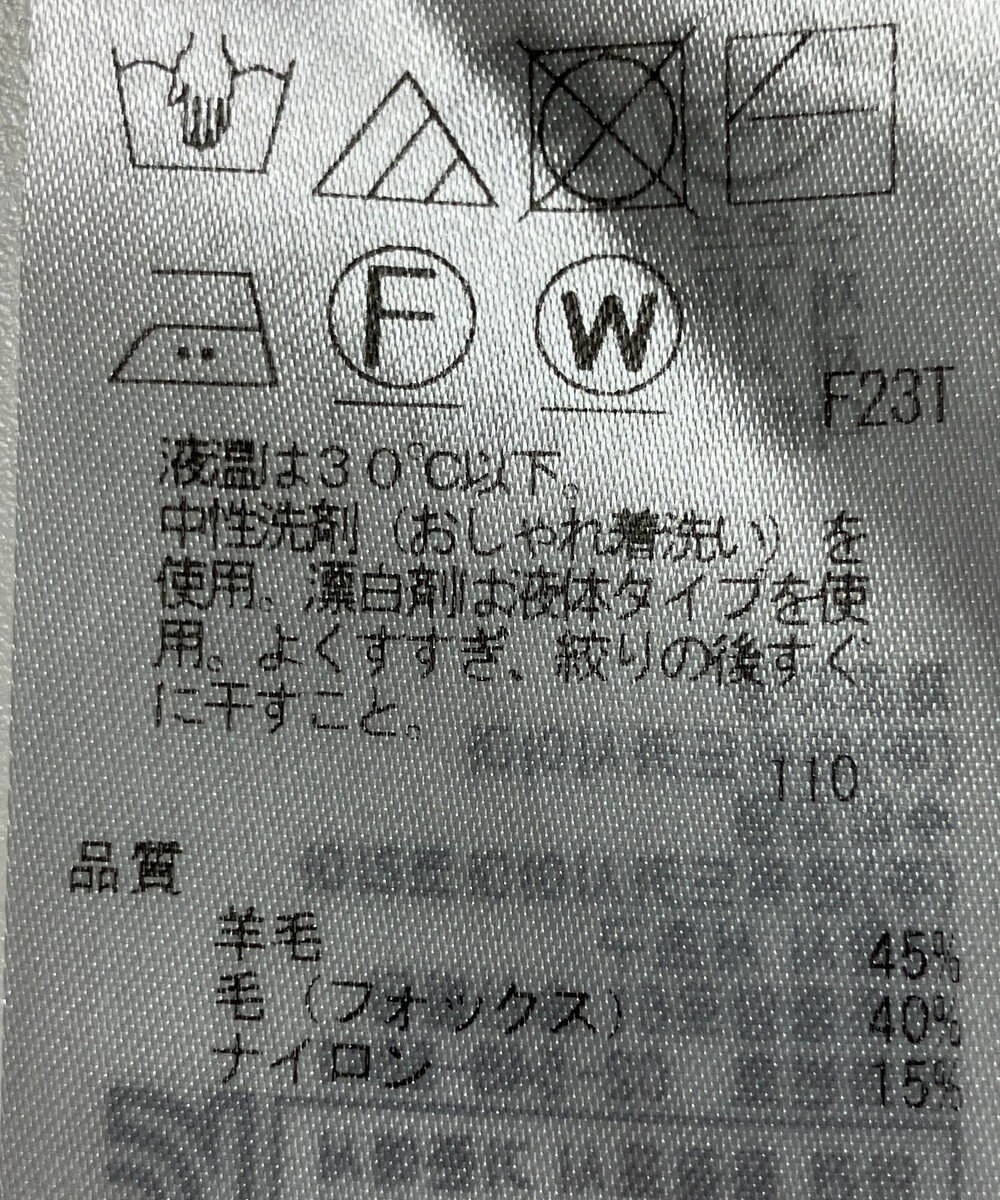 F
W
F23T
液温は30℃以下。
中性洗剤（おしゃれ着洗い）を
使用。漂白剤は液体タイプを使
用。よくすすぎ、絞りの後すぐ
に干すこと。
110
品質
羊毛 45%
毛（フォックス） 40%
ナイロン 15%